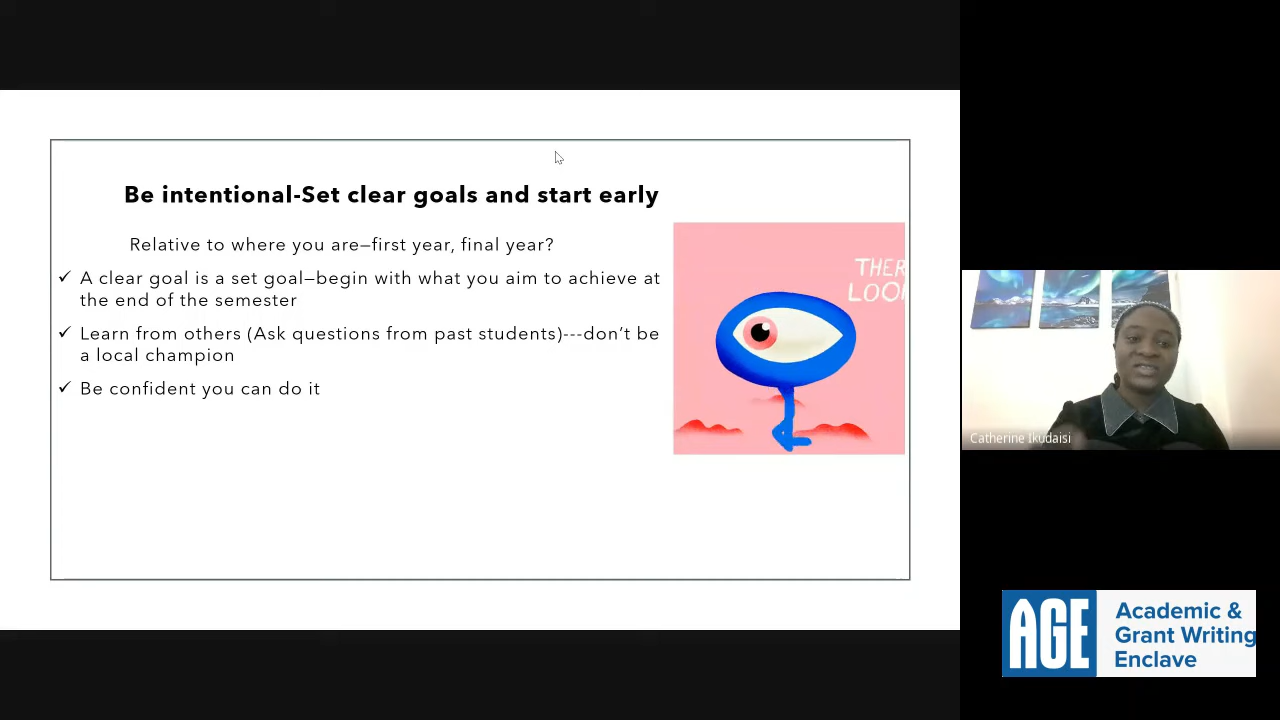 Be intentional-Set clear goals and start early
Relative to where you are–first year, final year?
✓ A clear goal is a set goal–begin with what you aim to achieve at
the end of the semester
✓ Learn from others (Ask questions from past students)---don’t be
a local champion
✓ Be confident you can do it
THER
LOO
Catherine Ikudaisi
AGE
Academic &
Grant Writing
Enclave